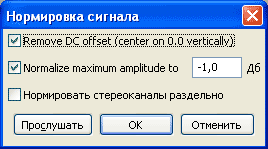 Нормировка сигнала
Remove DC offset (center on 0.0 vertically)
Normalize maximum amplitude to -1,0 Дб
Нормировать стереоканалы раздельно
Прослушать OK Отменить